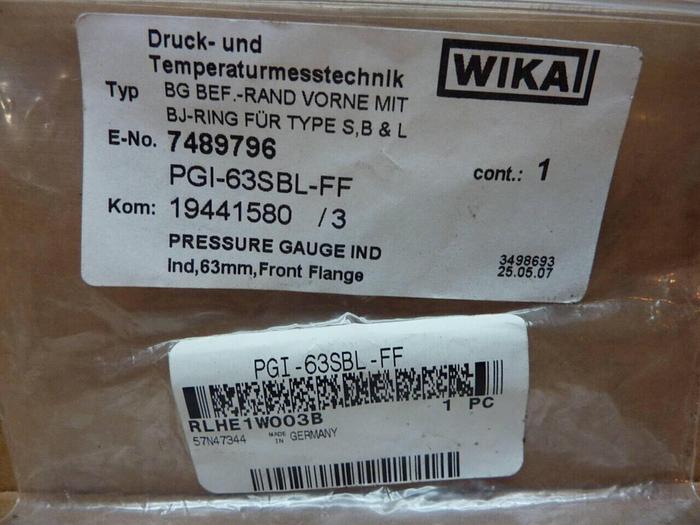 Druck- und
Temperaturmesstechnik
WIKA
Typ BG BEF.-RAND VORNE MIT
BJ-RING FÜR TYPE S,B & L
E-No. 7489796
PGI-63SBL-FF
cont.: 1
Kom: 19441580 /3
PRESSURE GAUGE IND
Ind,63mm,Front Flange
3498693
25.05.07
PGI-63SBL-FF
RLHE1W003B 1 PC
57N47344 MADE IN GERMANY